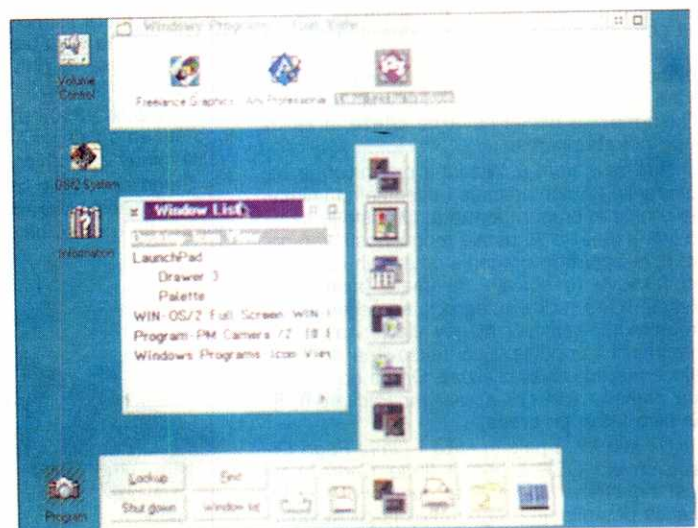 Windows Programs - Icon View
Volume
Control
Freelance Graphics
Ami Professional
OS/2 System
Window List
Information
LaunchPad
Drawer 3
Palette
WIN-OS/2 Full Screen WIN-
Program-PM Camera /2
Windows Programs Icon View
Lockup
Find
Shut down
Window list
Program